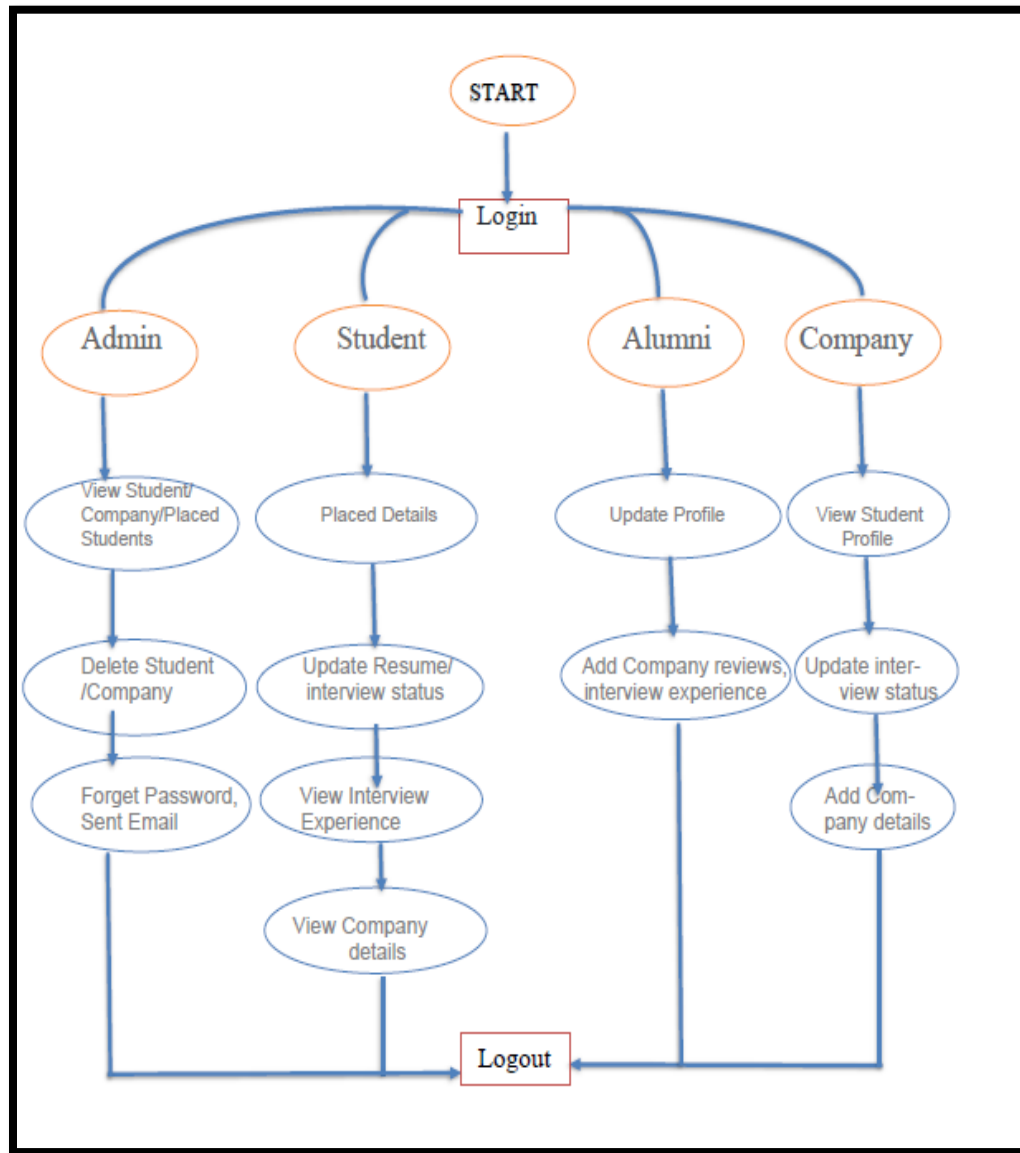 START
Login
Admin
Student
Alumni
Company
View Student/
Company/Placed
Students
Placed Details
Update Profile
View Student
Profile
Delete Student
/Company
Update Resume/
interview status
Add Company reviews,
interview experience
Update inter-
view status
Forget Password,
Sent Email
View Interview
Experience
Add Com-
pany details
View Company
details
Logout